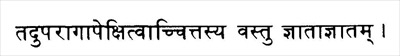 तदुपरागापेक्षित्वाच्चित्तस्य वस्तु ज्ञाताज्ञातम् ।